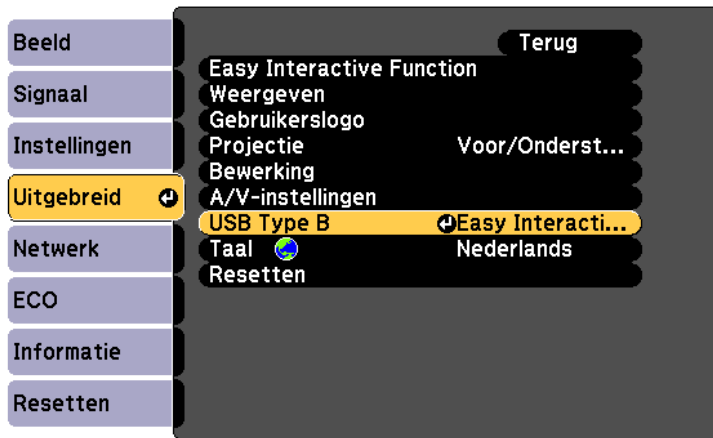 Beeld
Signaal
Instellingen
Uitgebreid
Netwerk
ECO
Informatie
Resetten
Terug
Easy Interactive Function
Weergeven
Gebruikerslogo
Projectie Voor/Onderst...
Bewerking
A/V-instellingen
USB Type B Easy Interacti...
Taal Nederlands
Resetten